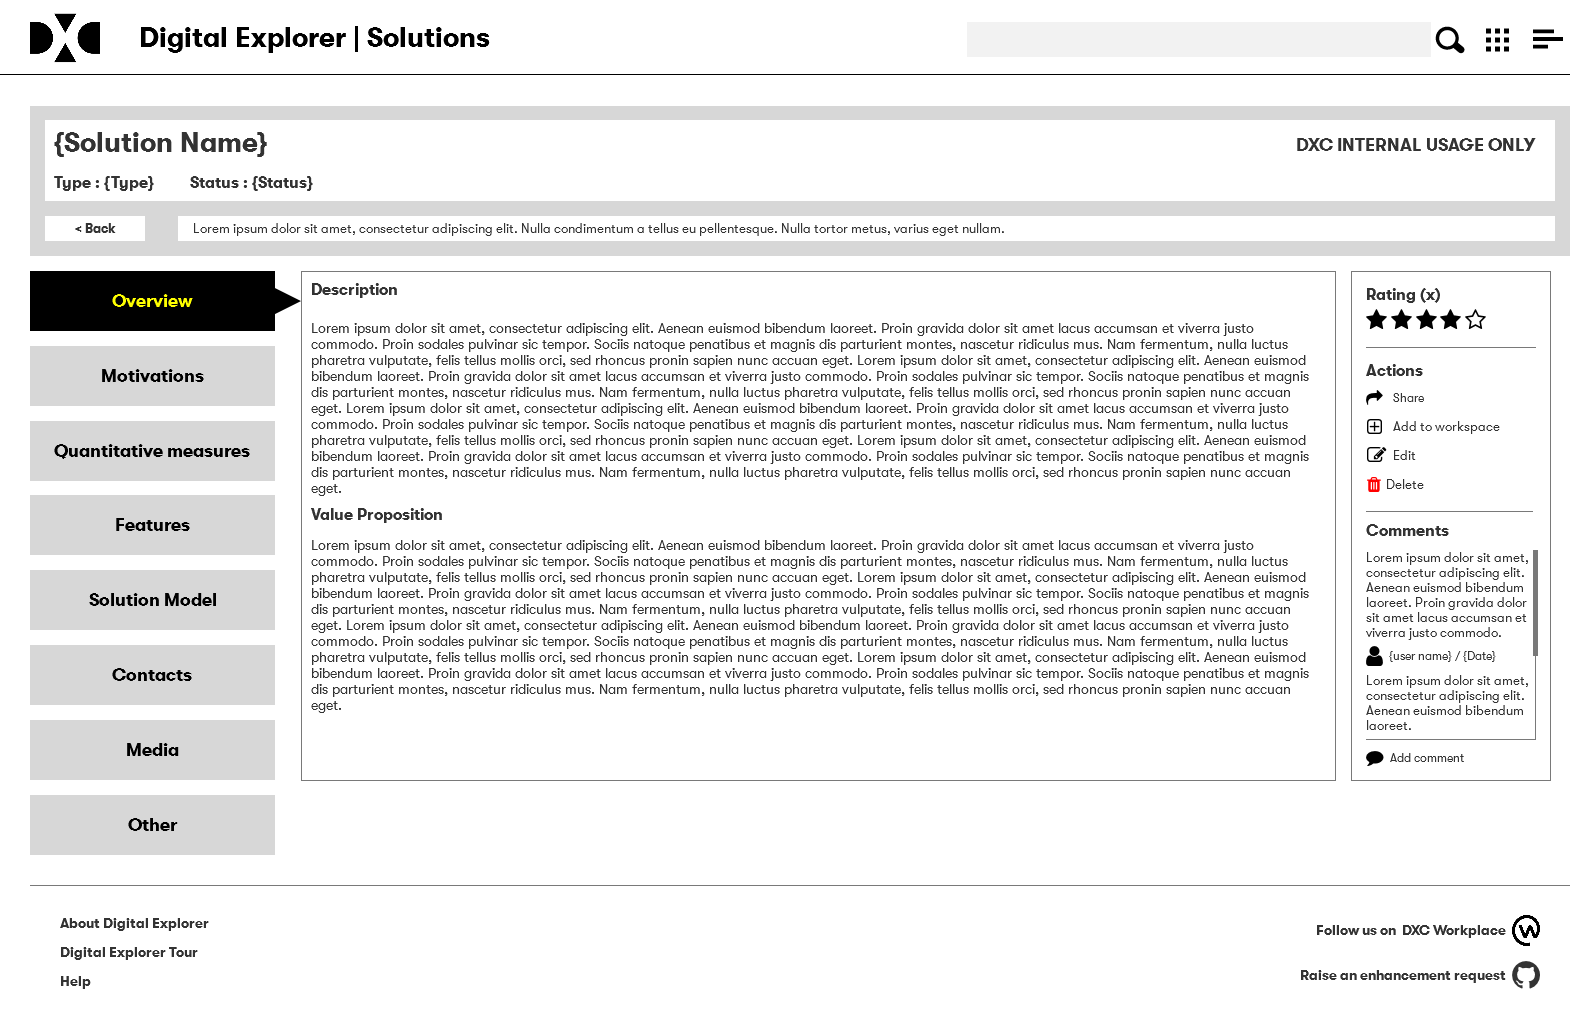 DXC
Digital Explorer | Solutions
{Solution Name}
DXC INTERNAL USAGE ONLY
Type : {Type}
Status : {Status}
< Back
Lorem ipsum dolor sit amet, consectetur adipiscing elit. Nulla condimentum a tellus eu pellentesque. Nulla tortor metus, varius eget nullam.
Overview
Motivations
Quantitative measures
Features
Solution Model
Contacts
Media
Other
Description
Lorem ipsum dolor sit amet, consectetur adipiscing elit. Aenean euismod bibendum laoreet. Proin gravida dolor sit amet lacus accumsan et viverra justo
commodo. Proin sodales pulvinar sic tempor. Sociis natoque penatibus et magnis dis parturient montes, nascetur ridiculus mus. Nam fermentum, nulla luctus
pharetra vulputate, felis tellus mollis orci, sed rhoncus pronin sapien nunc accuan eget. Lorem ipsum dolor sit amet, consectetur adipiscing elit. Aenean euismod
bibendum laoreet. Proin gravida dolor sit amet lacus accumsan et viverra justo commodo. Proin sodales pulvinar sic tempor. Sociis natoque penatibus et magnis
dis parturient montes, nascetur ridiculus mus. Nam fermentum, nulla luctus pharetra vulputate, felis tellus mollis orci, sed rhoncus pronin sapien nunc accuan
eget. Lorem ipsum dolor sit amet, consectetur adipiscing elit. Aenean euismod bibendum laoreet. Proin gravida dolor sit amet lacus accumsan et viverra justo
commodo. Proin sodales pulvinar sic tempor. Sociis natoque penatibus et magnis dis parturient montes, nascetur ridiculus mus. Nam fermentum, nulla luctus
pharetra vulputate, felis tellus mollis orci, sed rhoncus pronin sapien nunc accuan eget. Lorem ipsum dolor sit amet, consectetur adipiscing elit. Aenean euismod
bibendum laoreet. Proin gravida dolor sit amet lacus accumsan et viverra justo commodo. Proin sodales pulvinar sic tempor. Sociis natoque penatibus et magnis
dis parturient montes, nascetur ridiculus mus. Nam fermentum, nulla luctus pharetra vulputate, felis tellus mollis orci, sed rhoncus pronin sapien nunc accuan
eget.
Value Proposition
Lorem ipsum dolor sit amet, consectetur adipiscing elit. Aenean euismod bibendum laoreet. Proin gravida dolor sit amet lacus accumsan et viverra justo
commodo. Proin sodales pulvinar sic tempor. Sociis natoque penatibus et magnis dis parturient montes, nascetur ridiculus mus. Nam fermentum, nulla luctus
pharetra vulputate, felis tellus mollis orci, sed rhoncus pronin sapien nunc accuan eget. Lorem ipsum dolor sit amet, consectetur adipiscing elit. Aenean euismod
bibendum laoreet. Proin gravida dolor sit amet lacus accumsan et viverra justo commodo. Proin sodales pulvinar sic tempor. Sociis natoque penatibus et magnis
dis parturient montes, nascetur ridiculus mus. Nam fermentum, nulla luctus pharetra vulputate, felis tellus mollis orci, sed rhoncus pronin sapien nunc accuan
eget. Lorem ipsum dolor sit amet, consectetur adipiscing elit. Aenean euismod bibendum laoreet. Proin gravida dolor sit amet lacus accumsan et viverra justo
commodo. Proin sodales pulvinar sic tempor. Sociis natoque penatibus et magnis dis parturient montes, nascetur ridiculus mus. Nam fermentum, nulla luctus
pharetra vulputate, felis tellus mollis orci, sed rhoncus pronin sapien nunc accuan eget. Lorem ipsum dolor sit amet, consectetur adipiscing elit. Aenean euismod
bibendum laoreet. Proin gravida dolor sit amet lacus accumsan et viverra justo commodo. Proin sodales pulvinar sic tempor. Sociis natoque penatibus et magnis
dis parturient montes, nascetur ridiculus mus. Nam fermentum, nulla luctus pharetra vulputate, felis tellus mollis orci, sed rhoncus pronin sapien nunc accuan
eget.
Rating (x)
Actions
Share
Add to workspace
Edit
Delete
Comments
Lorem ipsum dolor sit amet,
consectetur adipiscing elit.
Aenean euismod bibendum
laoreet. Proin gravida dolor
sit amet lacus accumsan et
viverra justo commodo.
{user name} / {Date}
Lorem ipsum dolor sit amet,
consectetur adipiscing elit.
Aenean euismod bibendum
laoreet.
Add comment
About Digital Explorer
Digital Explorer Tour
Help
Follow us on DXC Workplace
Raise an enhancement request